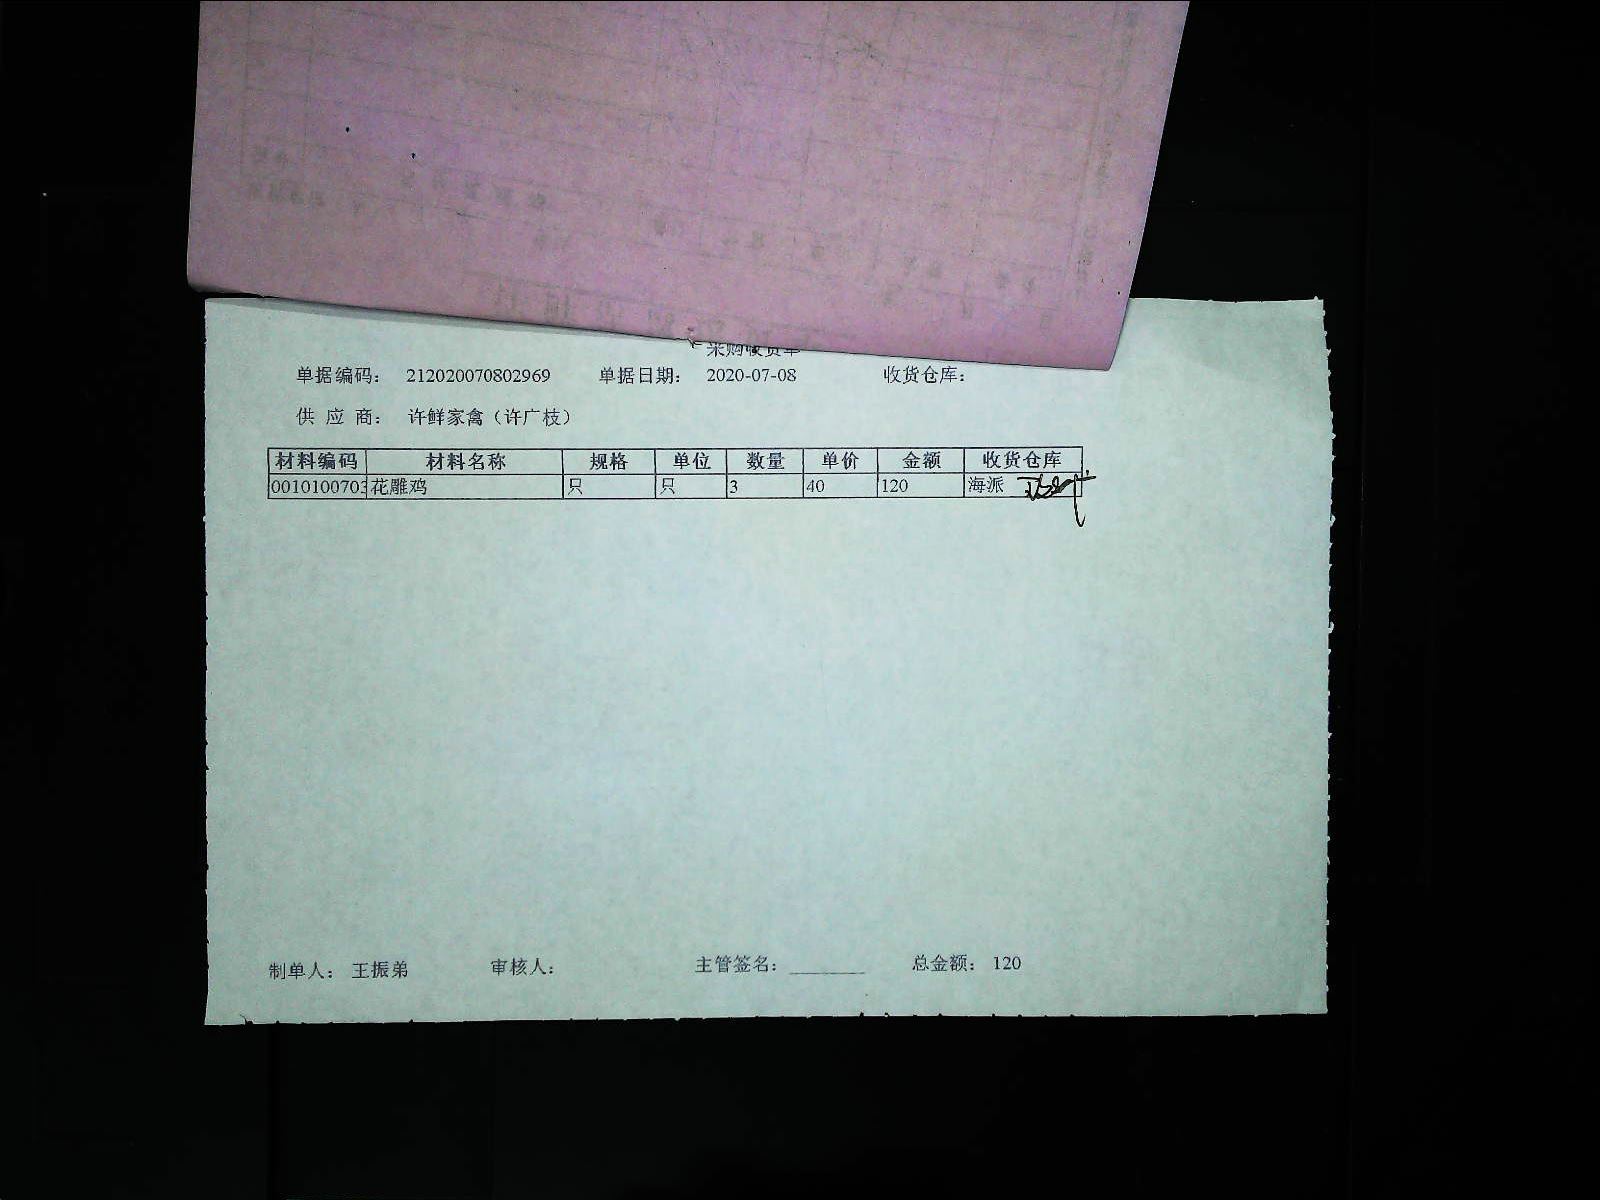 采购收货单
单据编码： 212020070802969 单据日期： 2020-07-08 收货仓库：
供 应 商： 许鲜家禽（许广枝）
材料编码 材料名称 规格 单位 数量 单价 金额 收货仓库
0010100703 花雕鸡 只 只 3 40 120 海派
制单人： 王振弟 审核人： 主管签名： ________ 总金额： 120